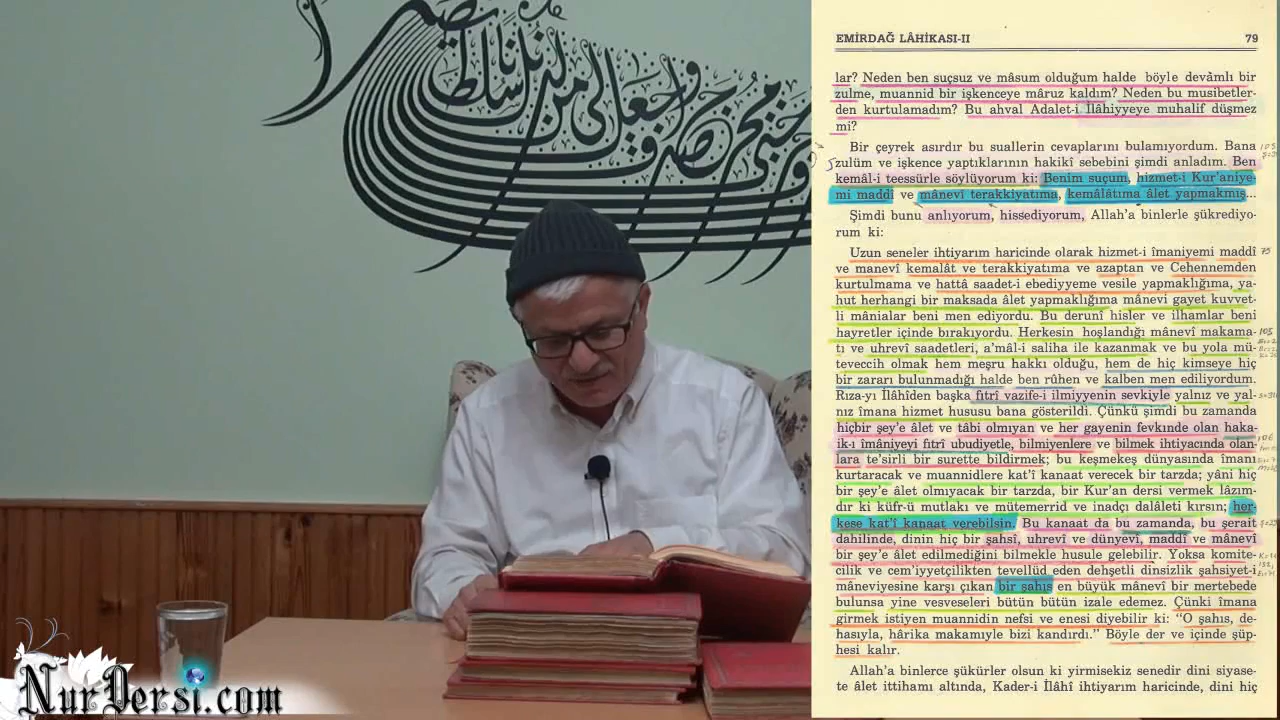 EMİRDAĞ LÂHİKASI-II 79
lar? Neden ben suçsuz ve mâsum olduğum halde böyle devâmlı bir
zulme, muannid bir işkenceye mâruz kaldım? Neden bu musibetler-
den kurtulamadım? Bu ahval Adalet-i İlâhiyyeye muhalif düşmez
mi?
Bir çeyrek asırdır bu suallerin cevaplarını bulamıyordum. Bana
zulüm ve işkence yaptıklarının hakikî sebebini şimdi anladım. Ben
kemâl-i teessürle söylüyorum ki: Benim suçum, hizmet-i Kur'aniye-
mi maddî ve mânevî terakkiyatıma, kemâlâtıma âlet yapmakmış...
Şimdi bunu anlıyorum, hissediyorum, Allah'a binlerle şükrediyo-
rum ki:
Uzun seneler ihtiyarım haricinde olarak hizmet-i îmaniyemi maddî
ve manevî kemalât ve terakkiyatıma ve azaptan ve Cehennemden
kurtulmama ve hattâ saadet-i ebediyyeme vesile yapmaklığıma, ya-
hut herhangi bir maksada âlet yapmaklığıma mânevi gayet kuvvet-
li mânialar beni men ediyordu. Bu derunî hisler ve ilhamlar beni
hayretler içinde bırakıyordu. Herkesin hoşlandığı mânevî makama-
tı ve uhrevî saadetleri, a'mâl-i saliha ile kazanmak ve bu yola mü-
teveccih olmak hem meşru hakkı olduğu, hem de hiç kimseye hiç
bir zararı bulunmadığı halde ben rûhen ve kalben men ediliyordum.
Rıza-yı İlâhîden başka fıtrî vazife-i ilmiyyenin sevkiyle yalnız ve yal-
nız îmana hizmet hususu bana gösterildi. Çünkü şimdi bu zamanda
hiçbir şey'e âlet ve tâbi olmıyan ve her gayenin fevkınde olan haka-
ik-ı îmâniyeyi fıtrî ubudiyetle, bilmiyenlere ve bilmek ihtiyacında olan-
lara te'sirli bir surette bildirmek; bu keşmekeş dünyasında îmanı
kurtaracak ve muannidlere kat'î kanaat verecek bir tarzda; yâni hiç
bir şey'e âlet olmıyacak bir tarzda, bir Kur'an dersi vermek lâzım-
dır ki küfr-ü mutlakı ve mütemerrid ve inadçı dalâleti kırsın; her-
kese kat'î kanaat verebilsin. Bu kanaat da bu zamanda, bu şerait
dahilinde, dinin hiç bir şahsî, uhrevî ve dünyevî, maddî ve mânevî
bir şey'e âlet edilmediğini bilmekle husule gelebilir. Yoksa komite-
cilik ve cem'iyyetçilikten tevellüd eden dehşetli dinsizlik şahsiyet-i
mâneviyesine karşı çıkan bir şahıs en büyük mânevî bir mertebede
bulunsa yine vesveseleri bütün bütün izale edemez. Çünki îmana
girmek istiyen muannidin nefsi ve enesi diyebilir ki: "O şahıs, de-
hasıyla, hârika makamıyle bizi kandırdı." Böyle der ve içinde şüp-
hesi kalır.
Allah'a binlerce şükürler olsun ki yirmisekiz senedir dini siyase-
te âlet ittihamı altında, Kader-i İlâhî ihtiyarım haricinde, dinî hiç
NurDersi.com